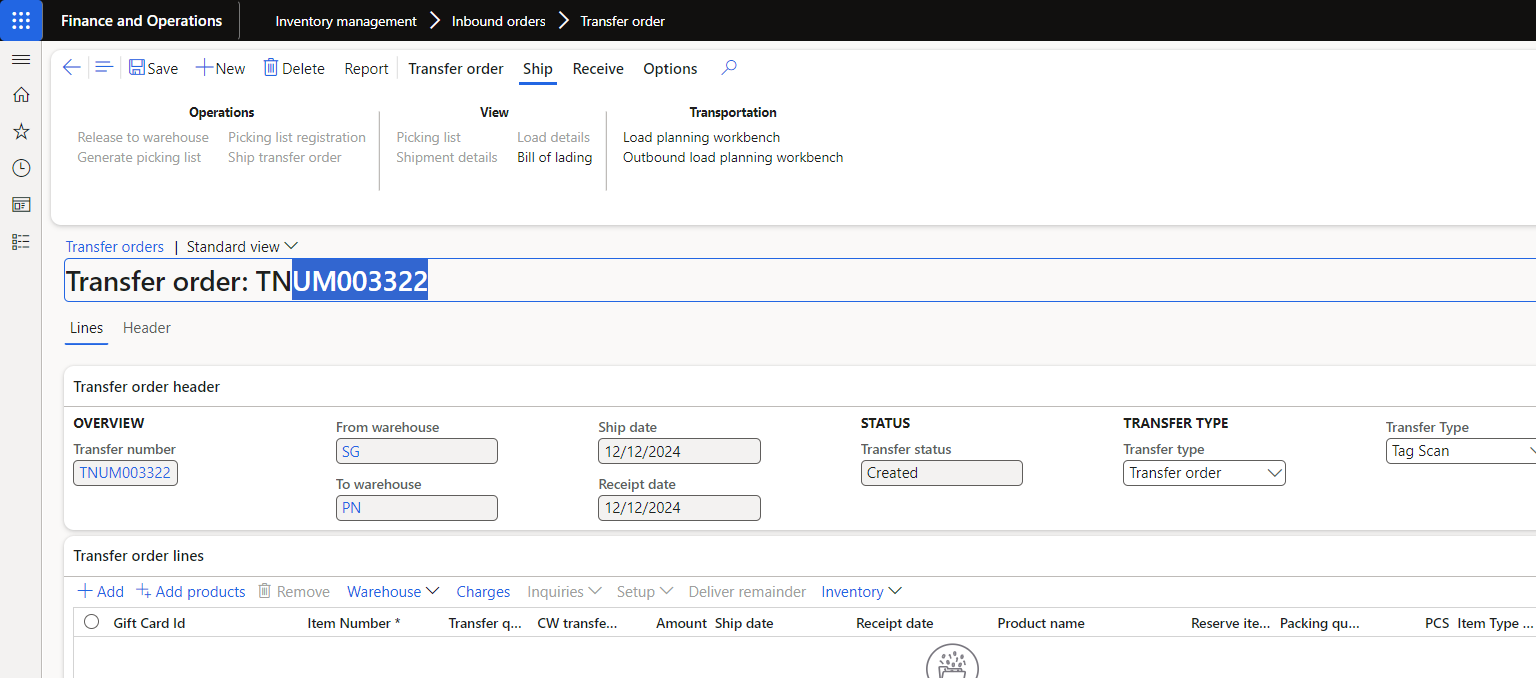 Finance and Operations
Inventory management > Inbound orders > Transfer order
Save New Delete Report Transfer order Ship Receive Options
Operations
Release to warehouse Picking list registration
Generate picking list Ship transfer order
View
Picking list Load details
Shipment details Bill of lading
Transportation
Load planning workbench
Outbound load planning workbench
Transfer orders | Standard view
Transfer order: TNUM003322
Lines Header
Transfer order header
OVERVIEW
Transfer number
TNUM003322
From warehouse
SG
To warehouse
PN
Ship date
12/12/2024
Receipt date
12/12/2024
STATUS
Transfer status
Created
TRANSFER TYPE
Transfer type
Transfer order
Transfer Type
Tag Scan
Transfer order lines
Add Add products Remove Warehouse Charges Inquiries Setup Deliver remainder Inventory
Gift Card Id Item Number * Transfer q... CW transfe... Amount Ship date Receipt date Product name Reserve ite... Packing qu... PCS Item Type ...